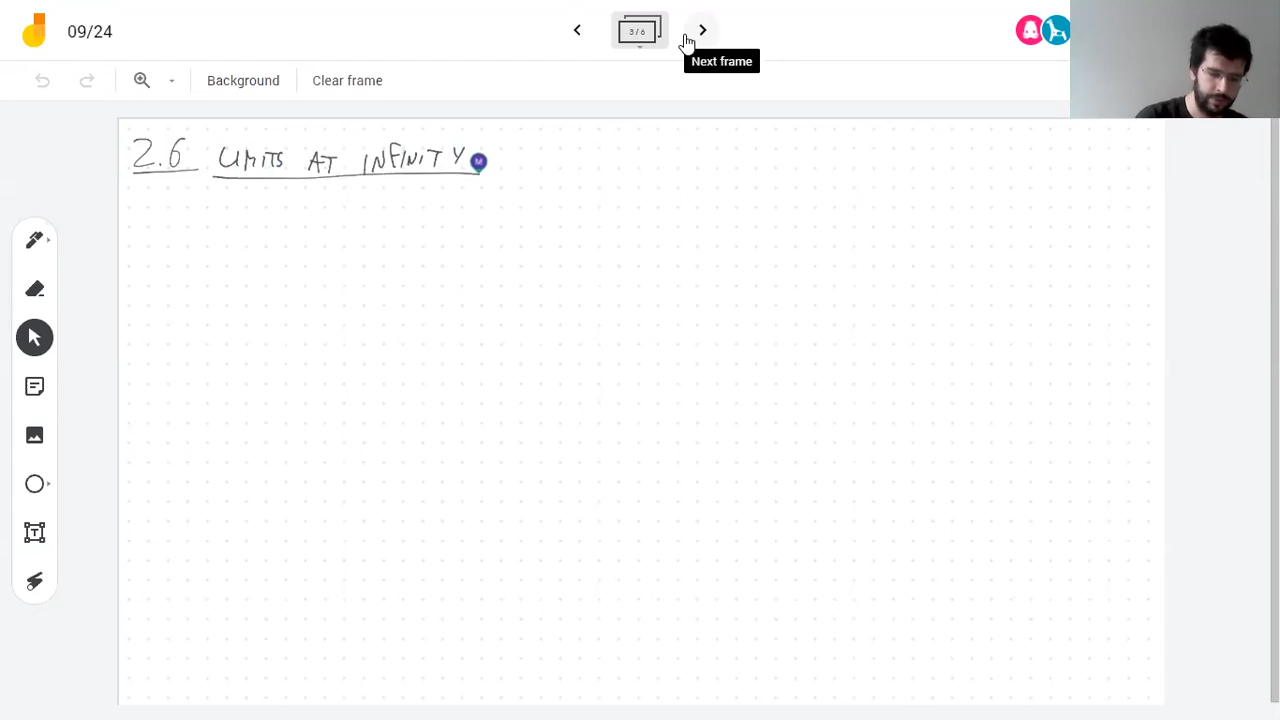 09/24
3 / 6
Next frame
Background
Clear frame
2.6 LIMITS AT INFINITY
M
T